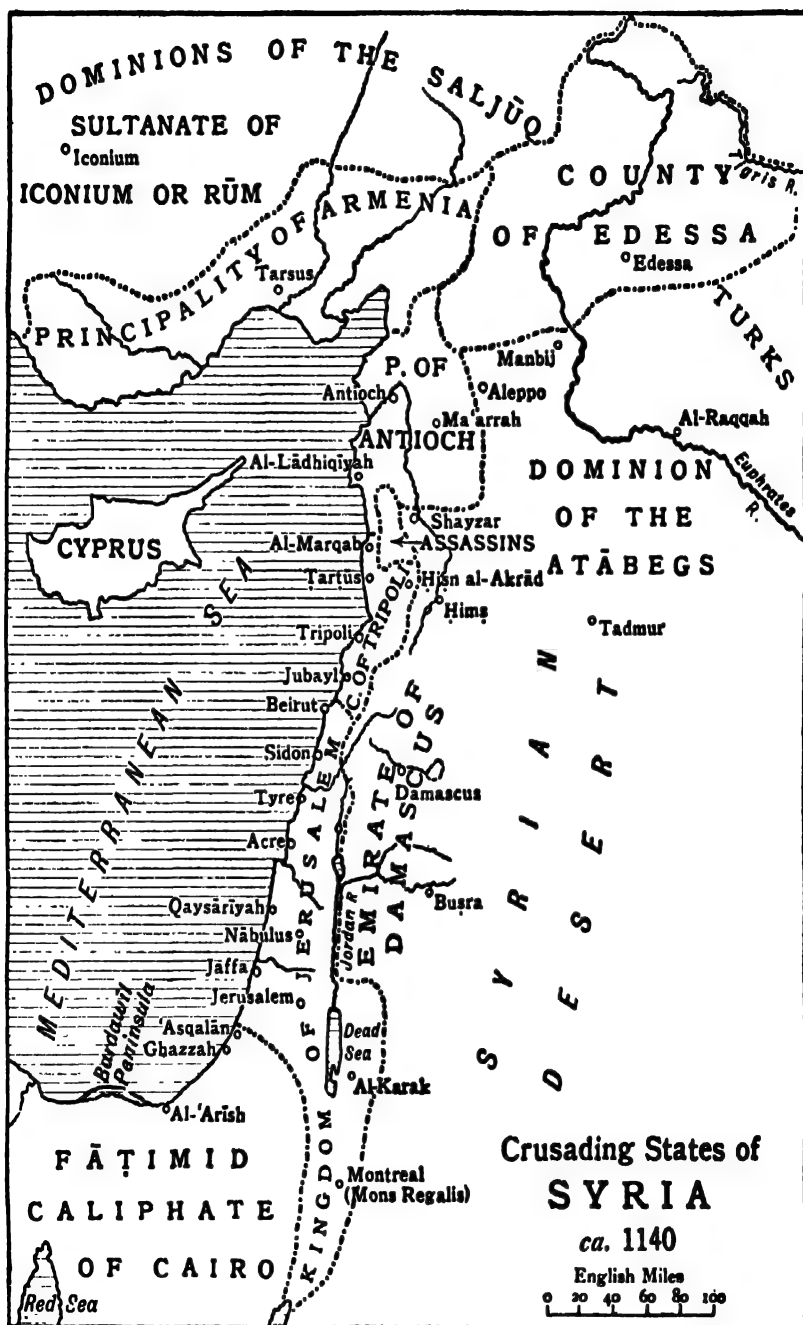 DOMINIONS OF THE SALJŪQ
SULTANATE OF
Iconium
ICONIUM OR RŪM
COUNTY
Tigris R.
OF EDESSA
Edessa
PRINCIPALITY OF ARMENIA
Tarsus
TURKS
Manbij
P. OF
Antioch
Aleppo
Ma'arrah
ANTIOCH
Al-Raqqah
Al-Lādhiqīyah
DOMINION
Euphrates
R.
OF THE
Shayzar
CYPRUS
Al-Marqab
ASSASSINS
ATĀBEGS
Ṭarṭūs
Ḥiṣn al-Akrād
Ḥimṣ
Tadmur
Tripoli
C. OF TRIPOLI
Jubayl
Beirut
MEDITERRANEAN SEA
Sidon
Damascus
Tyre
EMIRATE OF
DAMASCUS
SYRIAN
DESERT
Acre
Buṣra
Qaysārīyah
Nābulus
Jordan R
Jaffa
Jerusalem
Bardawīl
Peninsula
'Asqalān
Dead
Sea
Ghazzah
KINGDOM OF JERUSALEM
Al-Karak
Al-'Arīsh
FĀṬIMID
CALIPHATE
OF CAIRO
Red Sea
Montreal
(Mons Regalis)
Crusading States of
SYRIA
ca. 1140
English Miles
0 20 40 60 80 100